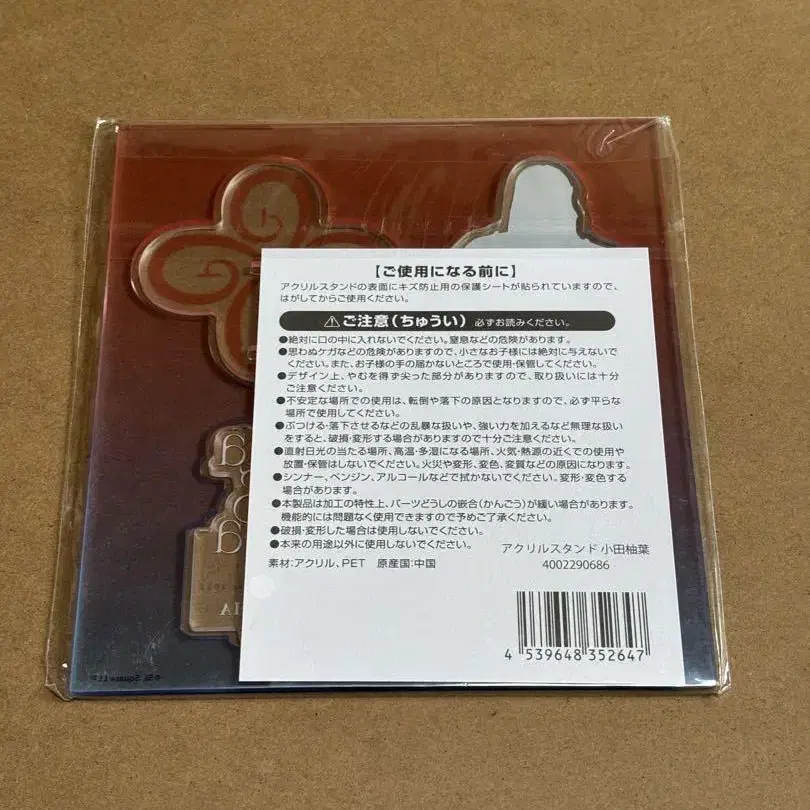 【ご使用になる前に】
アクリルスタンドの表面にキズ防止用の保護シートが貼られていますので、
はがしてからご使用ください。
⚠ご注意(ちゅうい) 必ずお読みください。
●絶対に口の中に入れないでください。窒息などの危険があります。
●思わぬケガなどの危険がありますので、小さなお子様には絶対に与えないで
ください。また、お子様の手の届かないところで使用・保管してください。
●デザイン上、やむを得ず尖った部分がありますので、取り扱いには十分
ご注意ください。
●不安定な場所での使用は、転倒や落下の原因となりますので、必ず平らな
場所で使用してください。
●ぶつける・落下させるなどの乱暴な扱いや、強い力を加えるなど無理な扱い
をすると、破損・変形する場合がありますので十分ご注意ください。
●直射日光の当たる場所、高温・多湿になる場所、火気・熱源の近くでの使用や
放置・保管はしないでください。火災や変形、変色、変質などの原因になります。
●シンナー、ベンジン、アルコールなどで拭かないでください。変形・変色する
場合があります。
●本製品は加工の特性上、パーツどうしの嵌合(かんごう)が緩い場合があります。
機能的には問題なく使用できますので予めご了承ください。
●破損・変形した場合は使用しないでください。
●本来の用途以外に使用しないでください。
アクリルスタンド 小田柚葉
素材:アクリル、PET 原産国:中国
4002290686
4 539648 352647